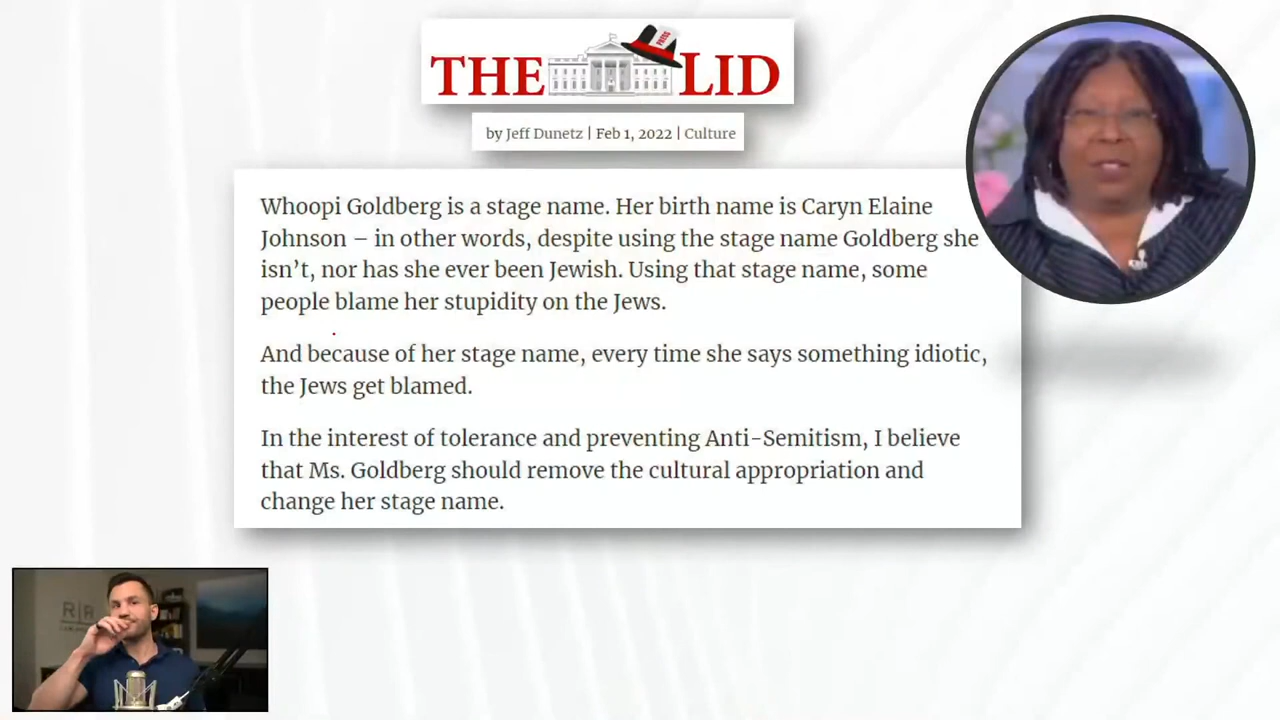 THE LID
PRESS
by Jeff Dunetz | Feb 1, 2022 | Culture
Whoopi Goldberg is a stage name. Her birth name is Caryn Elaine
Johnson – in other words, despite using the stage name Goldberg she
isn’t, nor has she ever been Jewish. Using that stage name, some
people blame her stupidity on the Jews.
And because of her stage name, every time she says something idiotic,
the Jews get blamed.
In the interest of tolerance and preventing Anti-Semitism, I believe
that Ms. Goldberg should remove the cultural appropriation and
change her stage name.
R|R